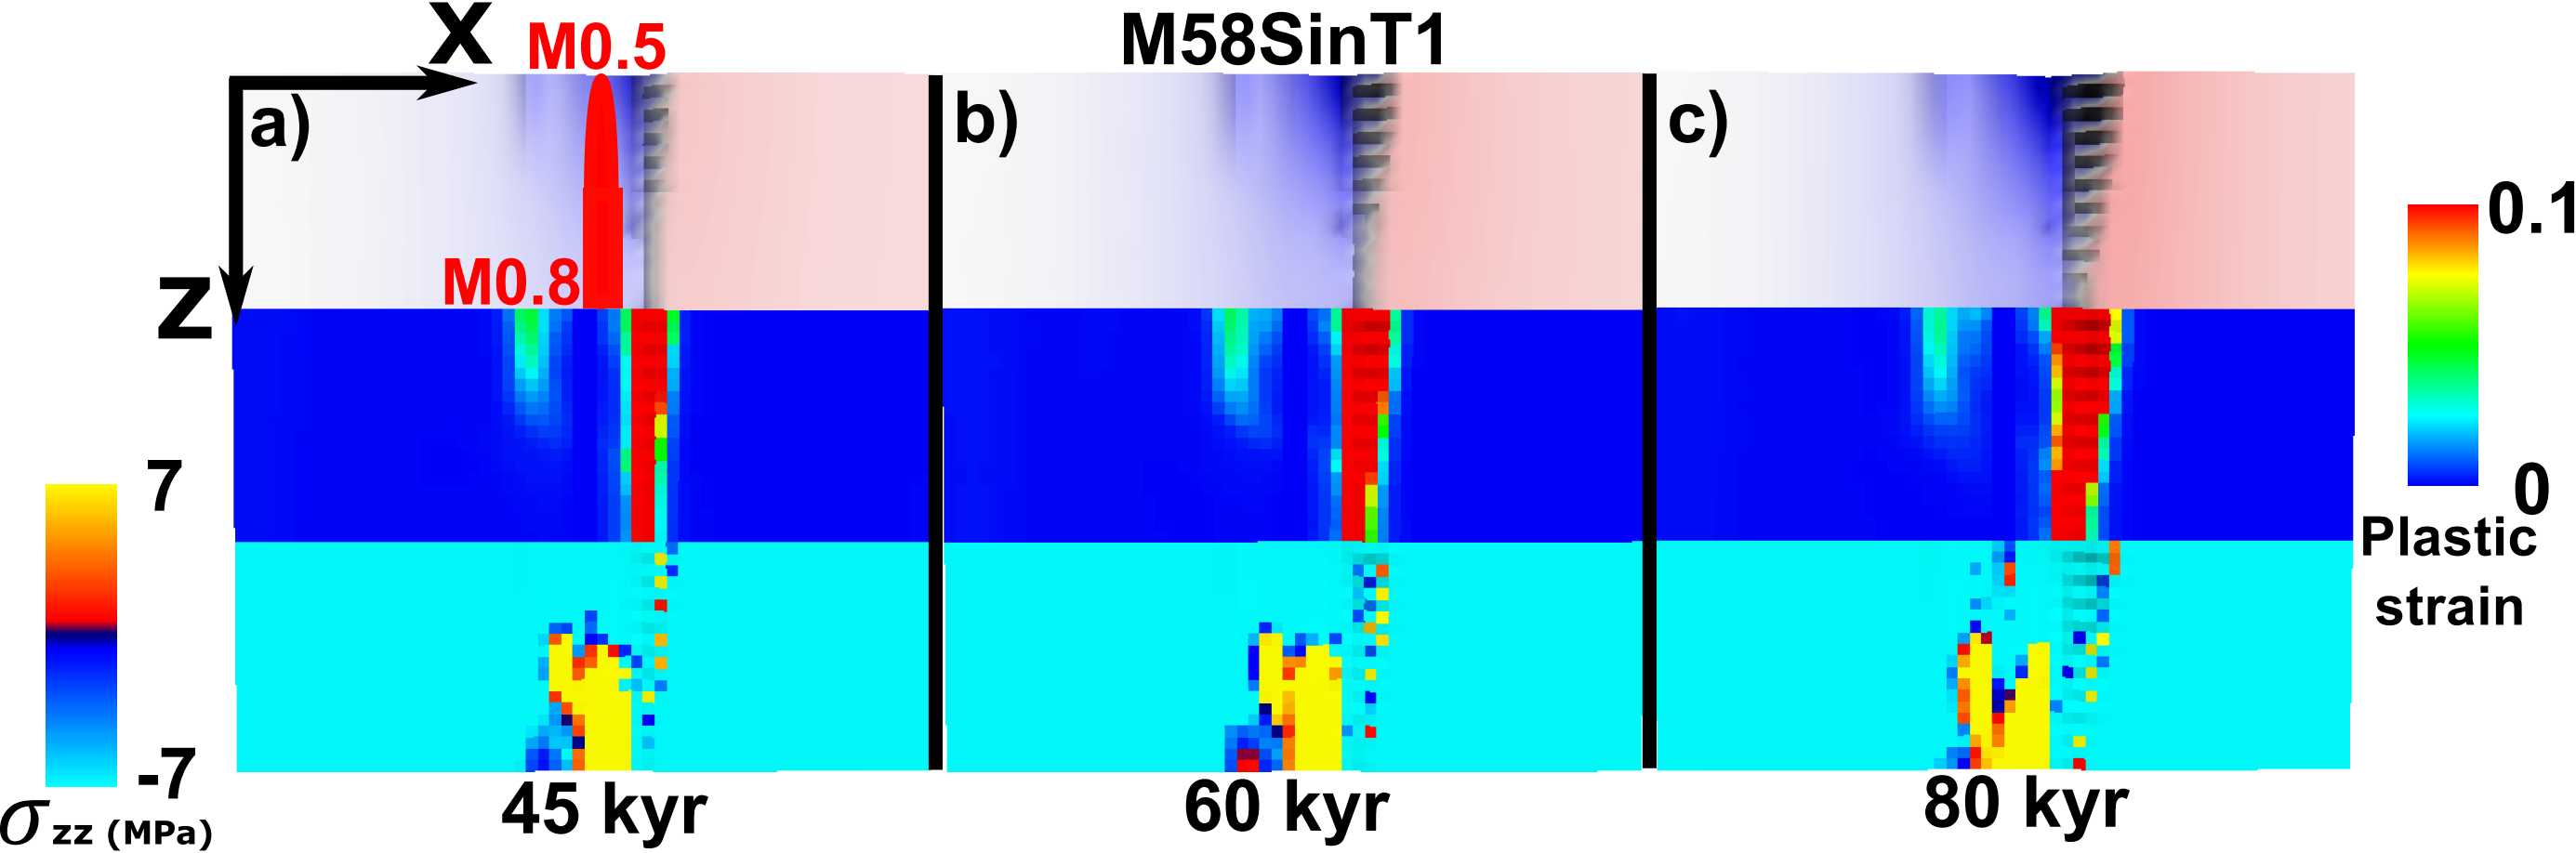 M58SinT1
X
M0.5
a)
b)
c)
M0.8
Z
0.1
0
Plastic
strain
7
-7
σzz (MPa)
45 kyr
60 kyr
80 kyr